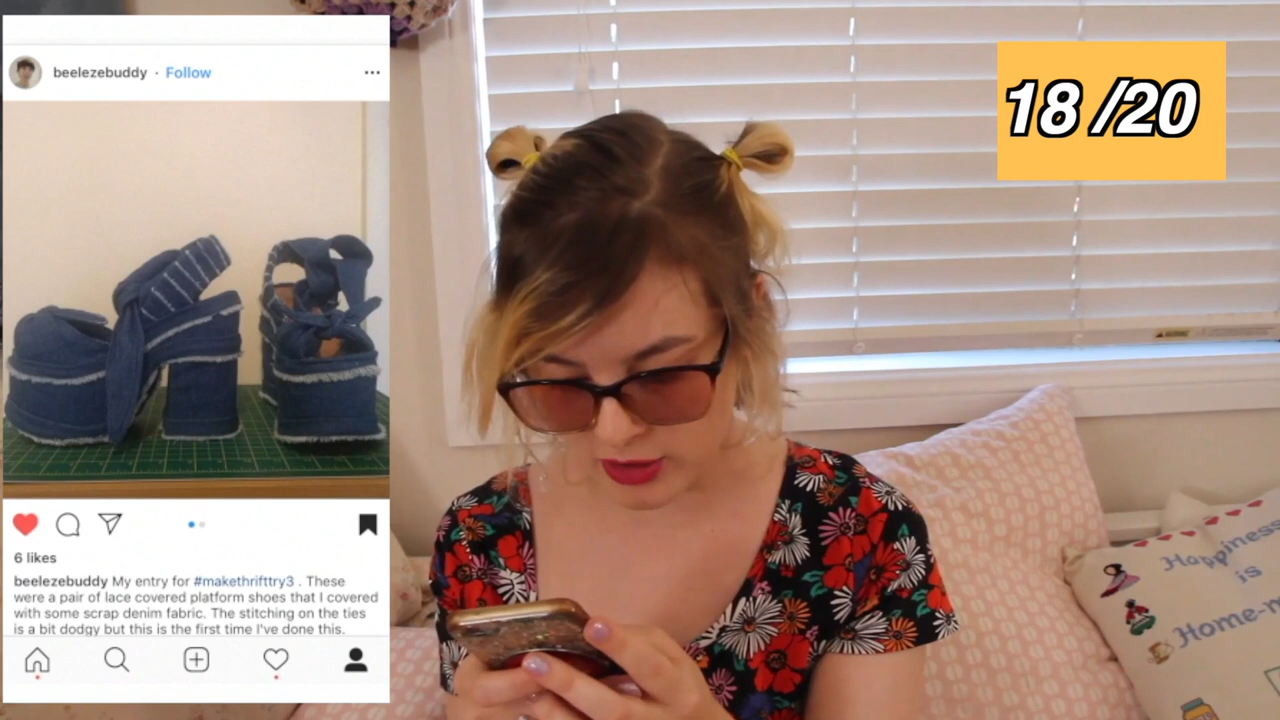 beelezebuddy · Follow
18 /20
6 likes
beelezebuddy My entry for #makethrifttry3 . These
were a pair of lace covered platform shoes that I covered
with some scrap denim fabric. The stitching on the ties
is a bit dodgy but this is the first time I've done this.
Happiness
is
Home-m